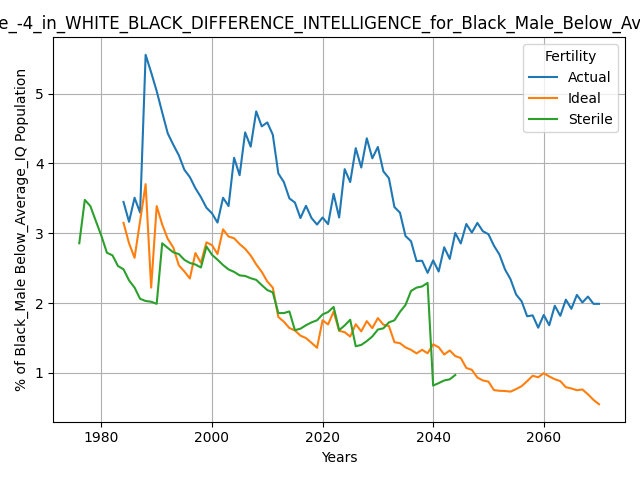 e_-4_in_WHITE_BLACK_DIFFERENCE_INTELLIGENCE_for_Black_Male_Below_Ave
Fertility
Actual
Ideal
Sterile
% of Black_Male Below_Average_IQ Population
5
4
3
2
1
1980
2000
2020
2040
2060
Years